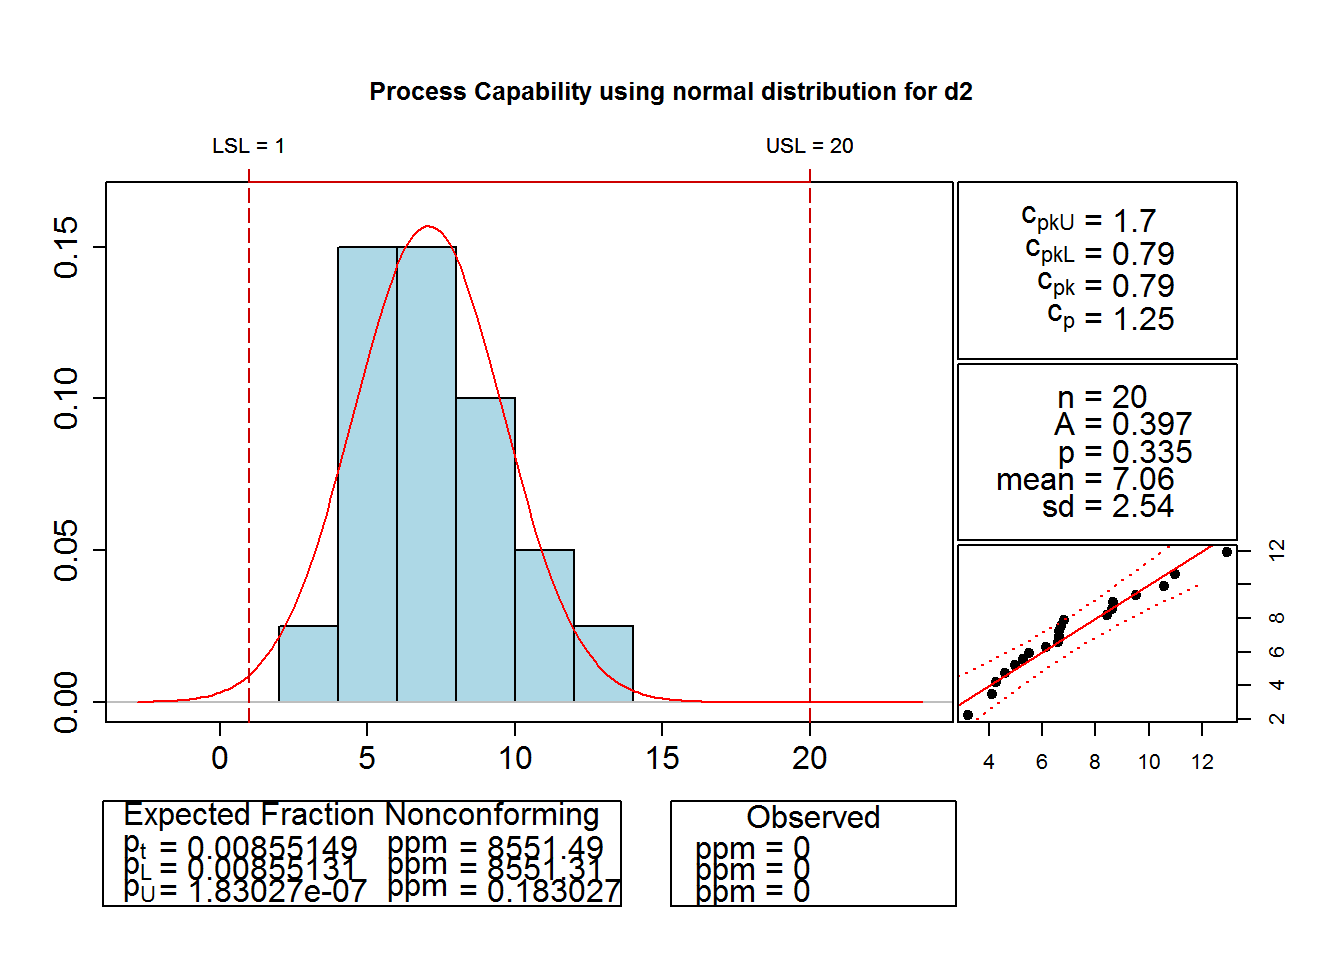 Process Capability using normal distribution for d2
LSL = 1
USL = 20
0.15
0.10
0.05
0.00
0 5 10 15 20
cpkU = 1.7
cpkL = 0.79
cpk = 0.79
cp = 1.25
n = 20
A = 0.397
p = 0.335
mean = 7.06
sd = 2.54
12
8
6
4
2
4 6 8 10 12
Expected Fraction Nonconforming
pt = 0.00855149 ppm = 8551.49
pL = 0.00855131 ppm = 8551.31
pU = 1.83027e-07 ppm = 0.183027
Observed
ppm = 0
ppm = 0
ppm = 0